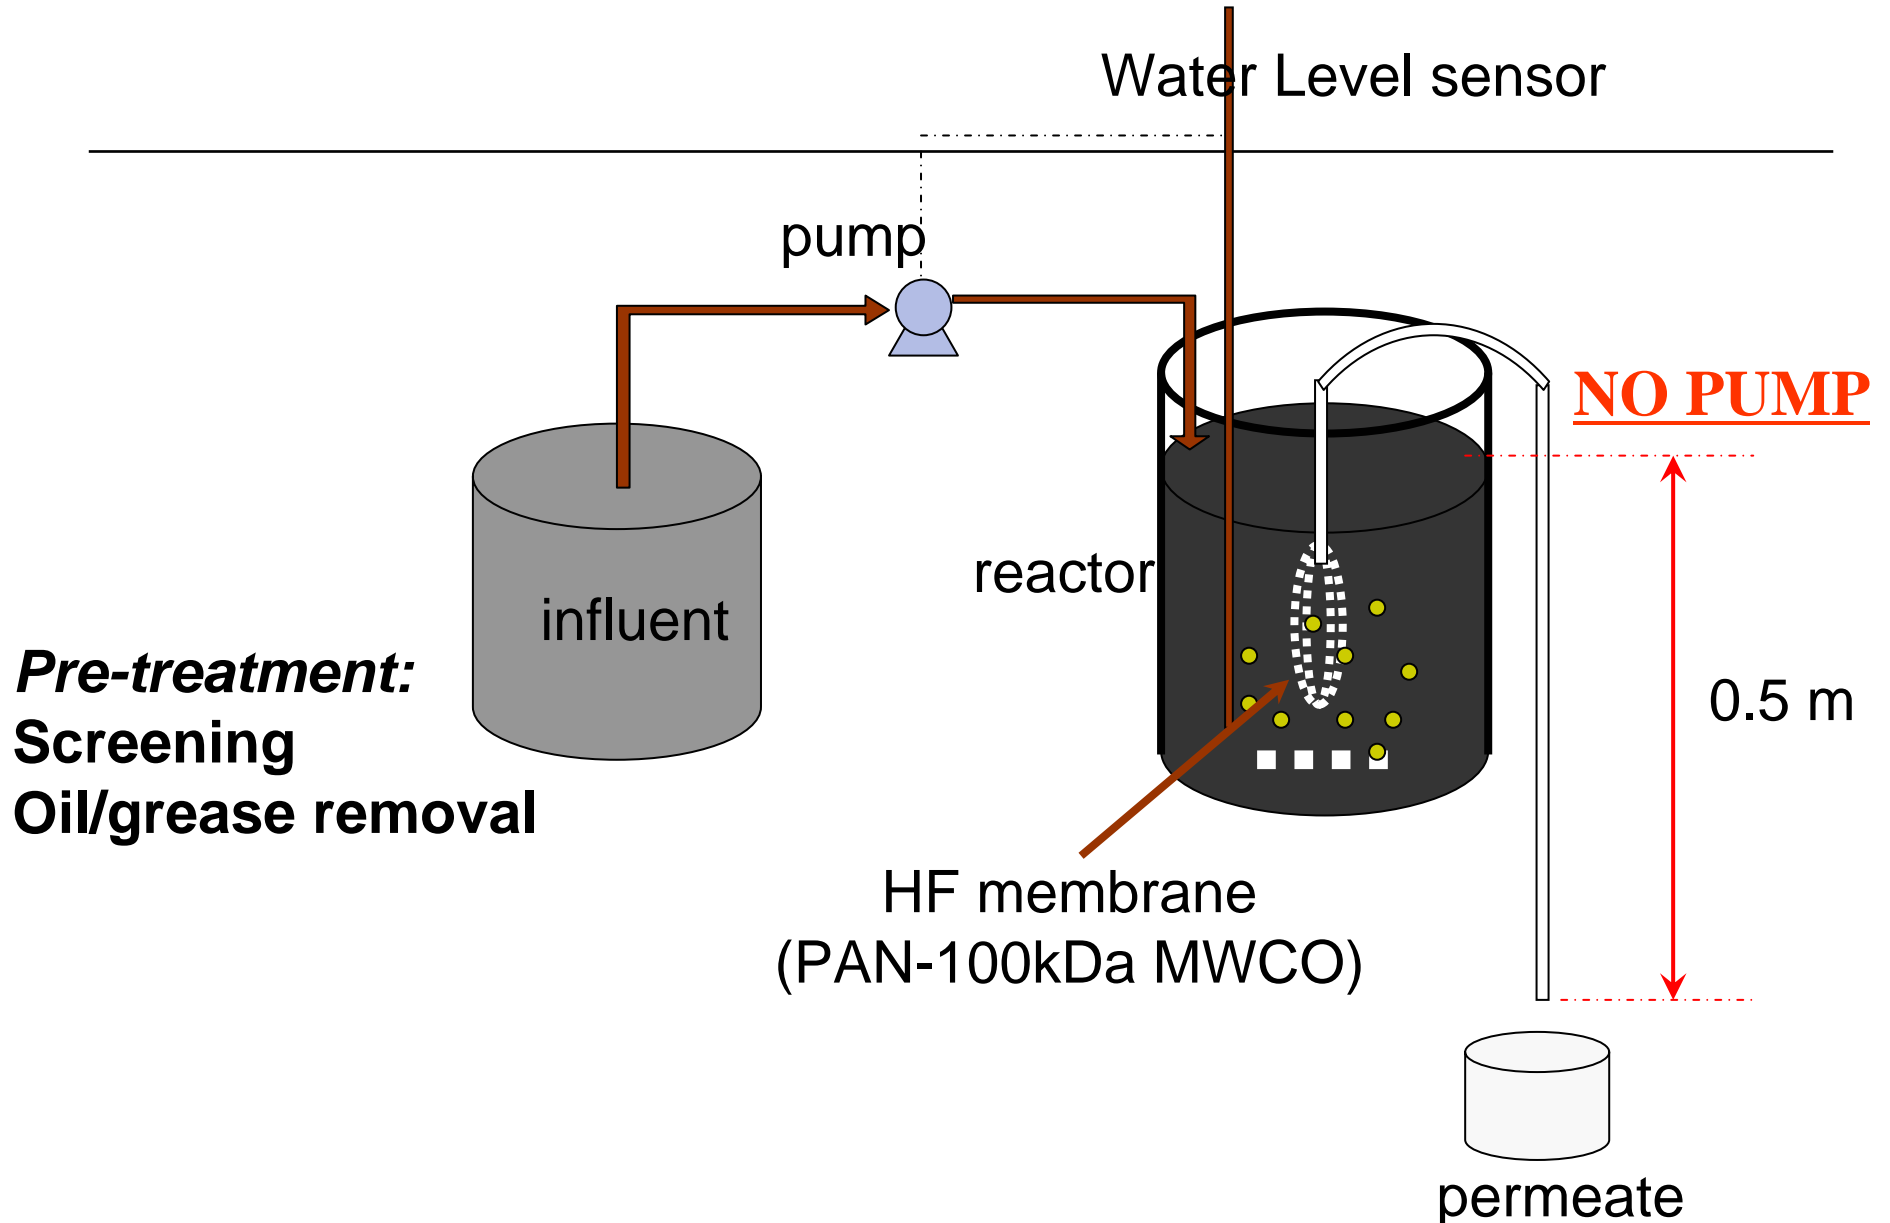 Water Level sensor
pump
NO PUMP
influent
reactor
Pre-treatment:
Screening
Oil/grease removal
0.5 m
HF membrane
(PAN-100kDa MWCO)
permeate